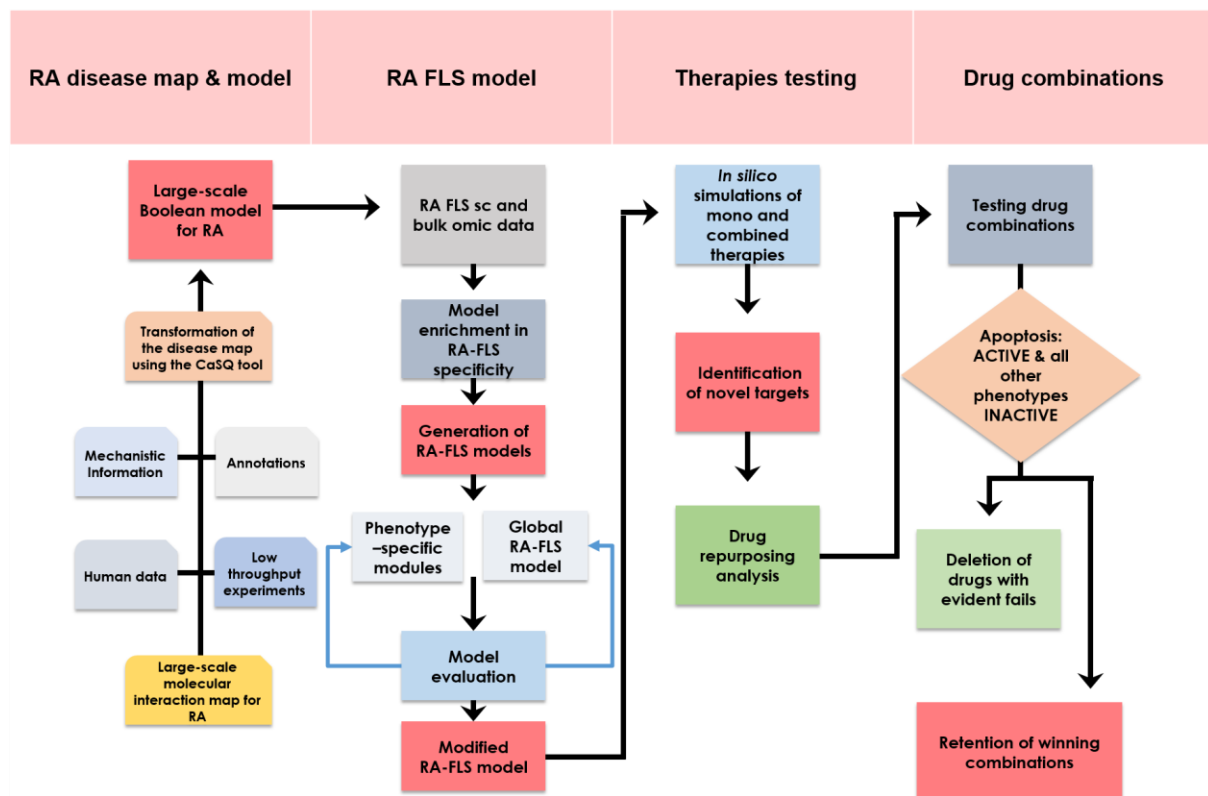 RA disease map & model
RA FLS model
Therapies testing
Drug combinations
Large-scale
Boolean model
for RA
Transformation of
the disease map
using the CaSQ tool
Mechanistic
Information
Annotations
Human data
Low
throughput
experiments
Large-scale
molecular
interaction map for
RA
RA FLS sc and
bulk omic data
Model
enrichment in
RA-FLS
specificity
Generation of
RA-FLS models
Phenotype
–specific
modules
Global
RA-FLS
model
Model
evaluation
Modified
RA-FLS model
In silico
simulations of
mono and
combined
therapies
Identification
of novel targets
Drug
repurposing
analysis
Testing drug
combinations
Apoptosis:
ACTIVE & all
other
phenotypes
INACTIVE
Deletion of
drugs with
evident fails
Retention of winning
combinations